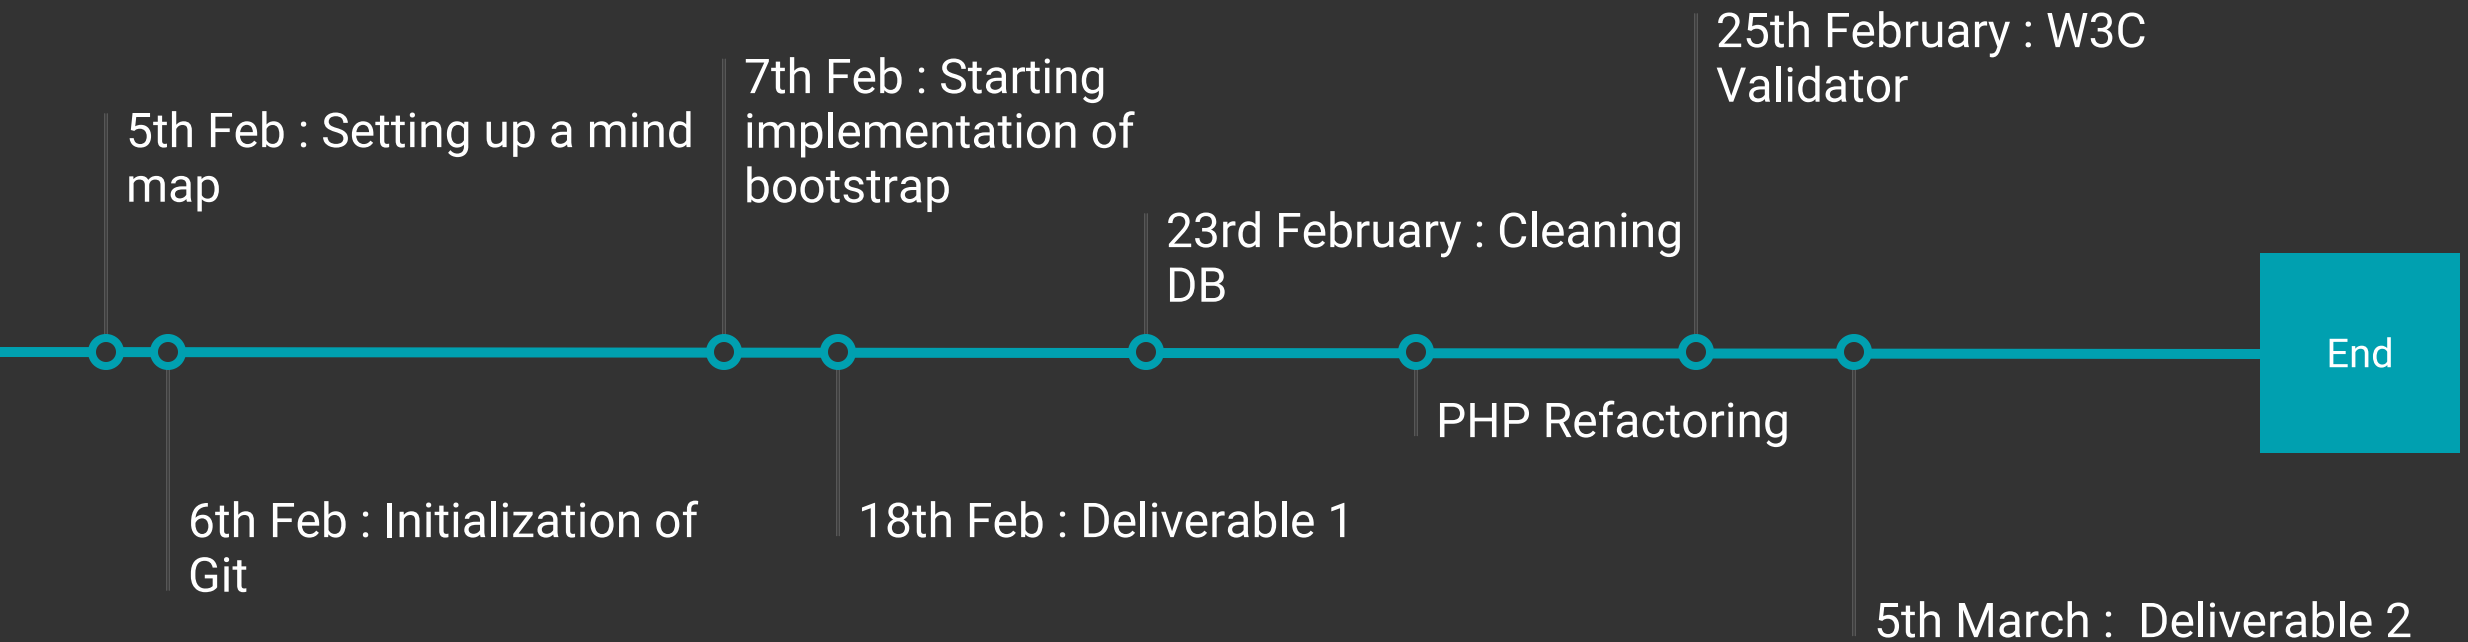 5th Feb : Setting up a mind
map
6th Feb : Initialization of
Git
7th Feb : Starting
implementation of
bootstrap
18th Feb : Deliverable 1
23rd February : Cleaning
DB
PHP Refactoring
25th February : W3C
Validator
5th March :  Deliverable 2
End